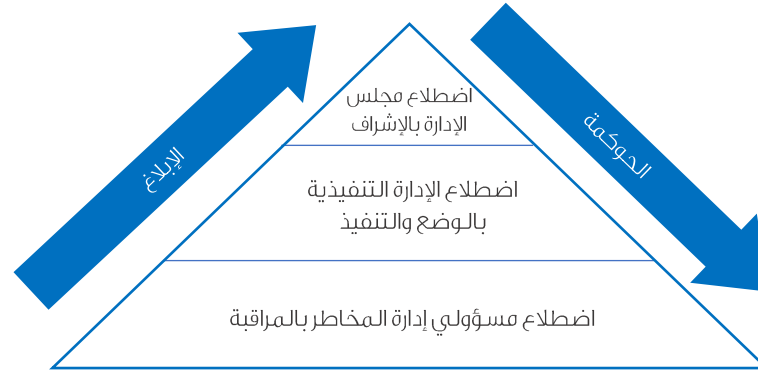 اضطلاع مجلس
الإدارة بالإشراف
الحوكمة
الإبلاغ
اضطلاع الإدارة التنفيذية
بالوضع والتنفيذ
اضطلاع مسؤولي إدارة المخاطر بالمراقبة